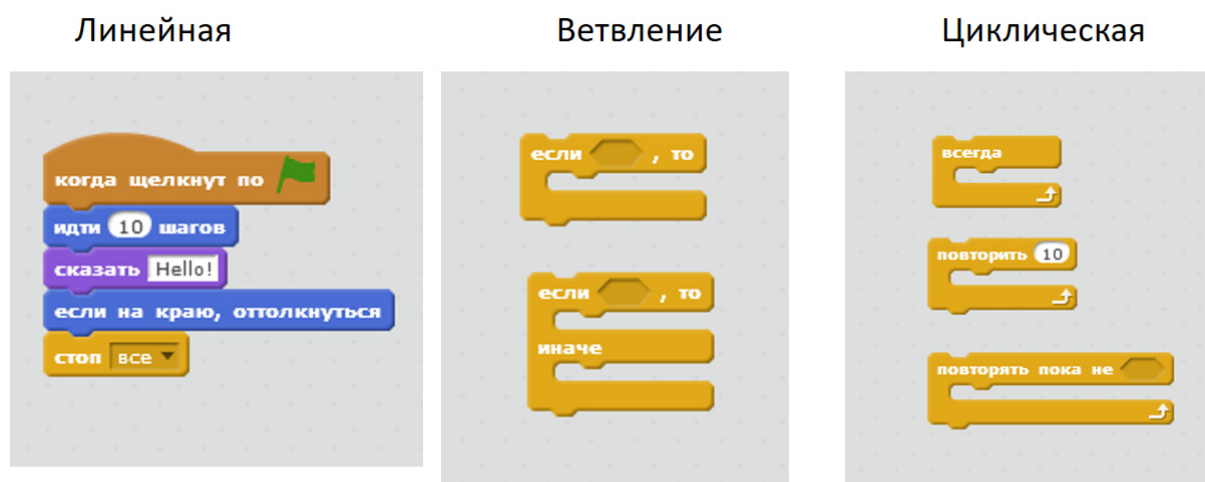 Линейная
Ветвление
Циклическая
когда щелкнут по
идти 10 шагов
сказать Hello!
если на краю, оттолкнуться
стоп все
если , то
если , то
иначе
всегда
повторить 10
повторять пока не